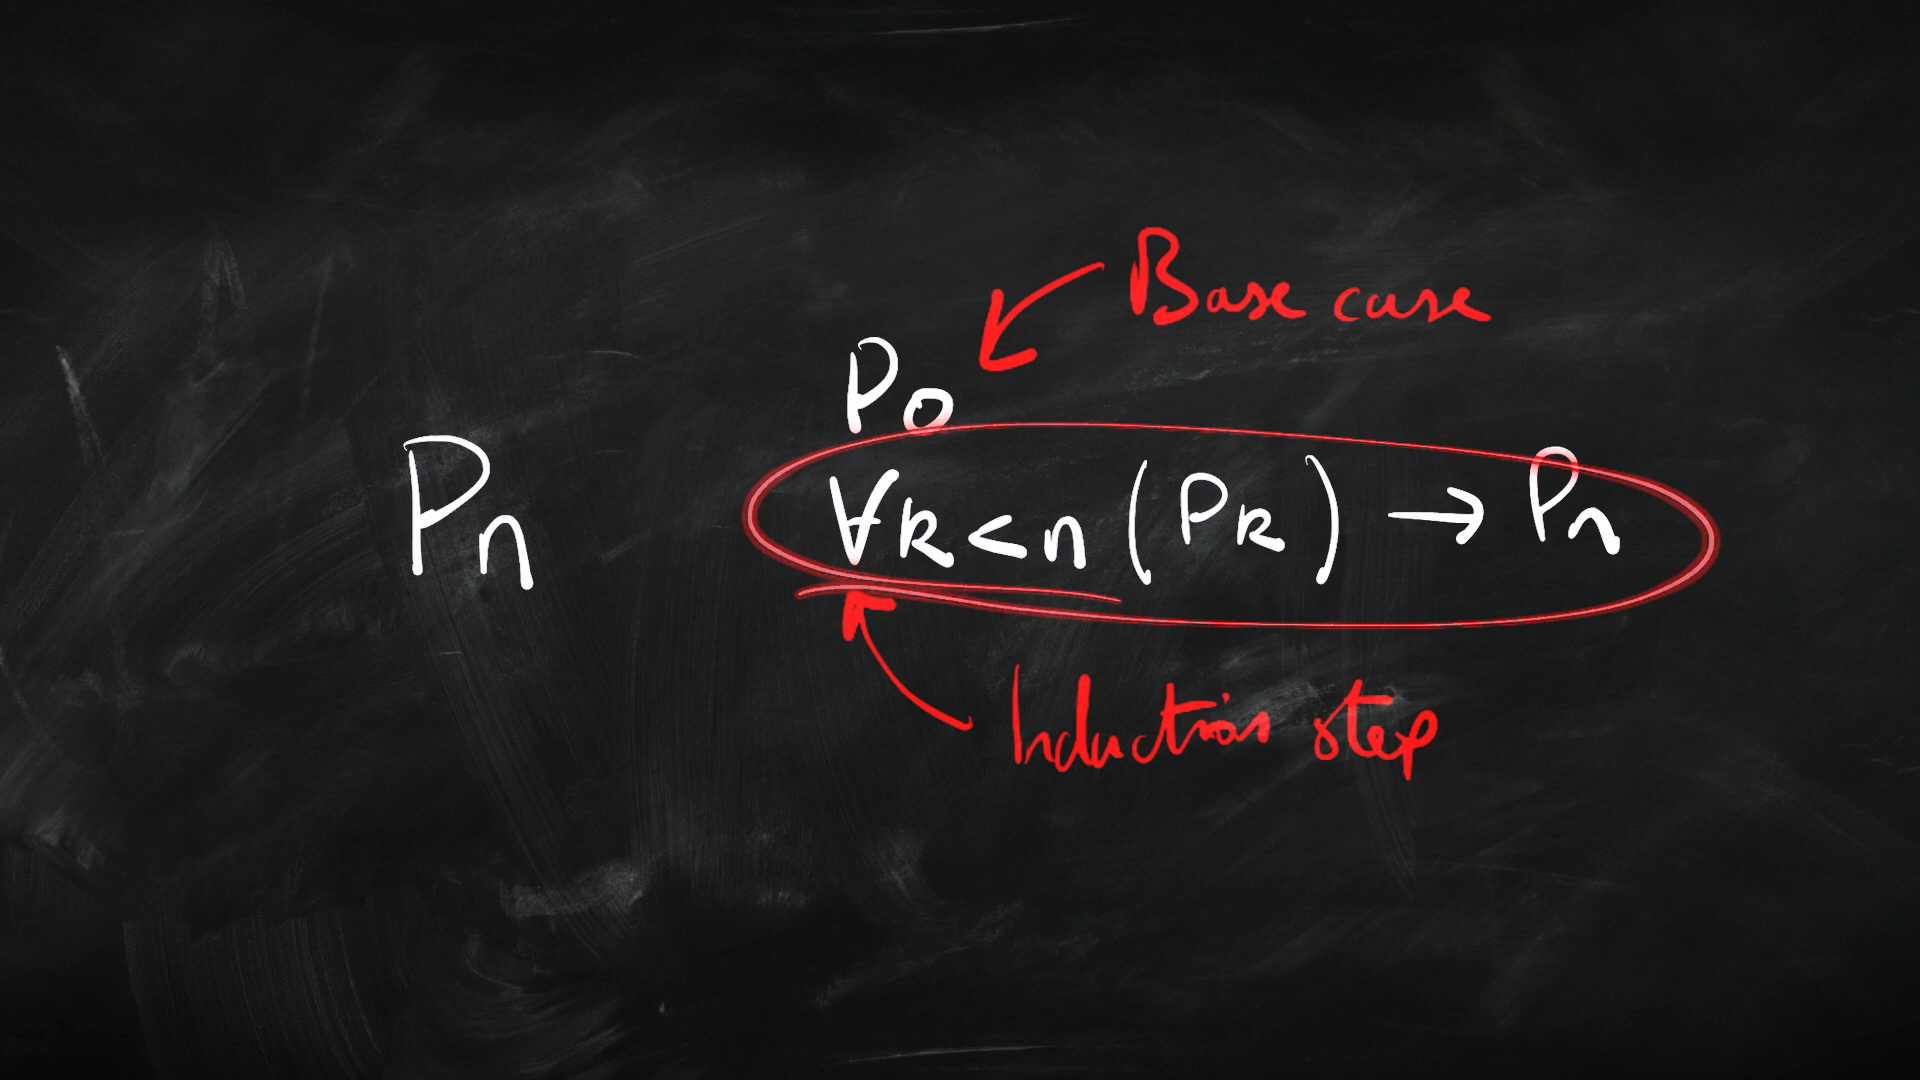 Base case
P0
Pn
∀k<n (Pk) → Pn
Induction step